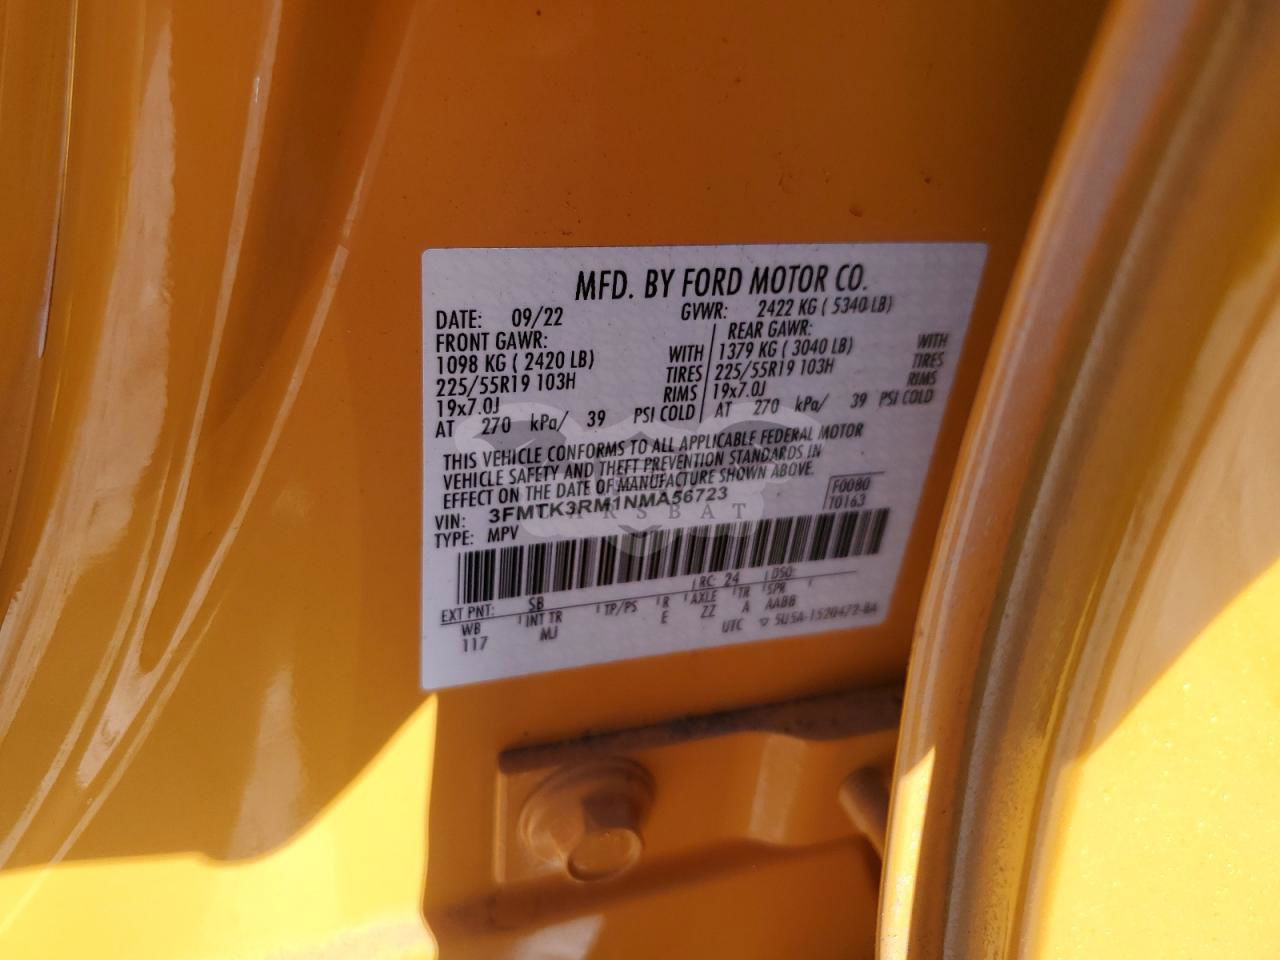 MFD. BY FORD MOTOR CO.
DATE: 09/22 GVWR: 2422 KG ( 5340 LB)
FRONT GAWR: REAR GAWR:
1098 KG ( 2420 LB) WITH 1379 KG ( 3040 LB) WITH
225/55R19 103H TIRES 225/55R19 103H TIRES
19x7.0J RIMS 19x7.0J RIMS
AT 270 kPa/ 39 PSI COLD AT 270 kPa/ 39 PSI COLD
THIS VEHICLE CONFORMS TO ALL APPLICABLE FEDERAL MOTOR
VEHICLE SAFETY AND THEFT PREVENTION STANDARDS IN
EFFECT ON THE DATE OF MANUFACTURE SHOWN ABOVE.
VIN: 3FMTK3RM1NMA56723 F0080
TYPE: MPV T0163
CARSBAT
EXT PNT: SB RC: 24 DSO:
WB INT TR TP/PS R AXLE TR SPR
117 MJ E ZZ A AABB
UTC 5U5A-1520472-BA